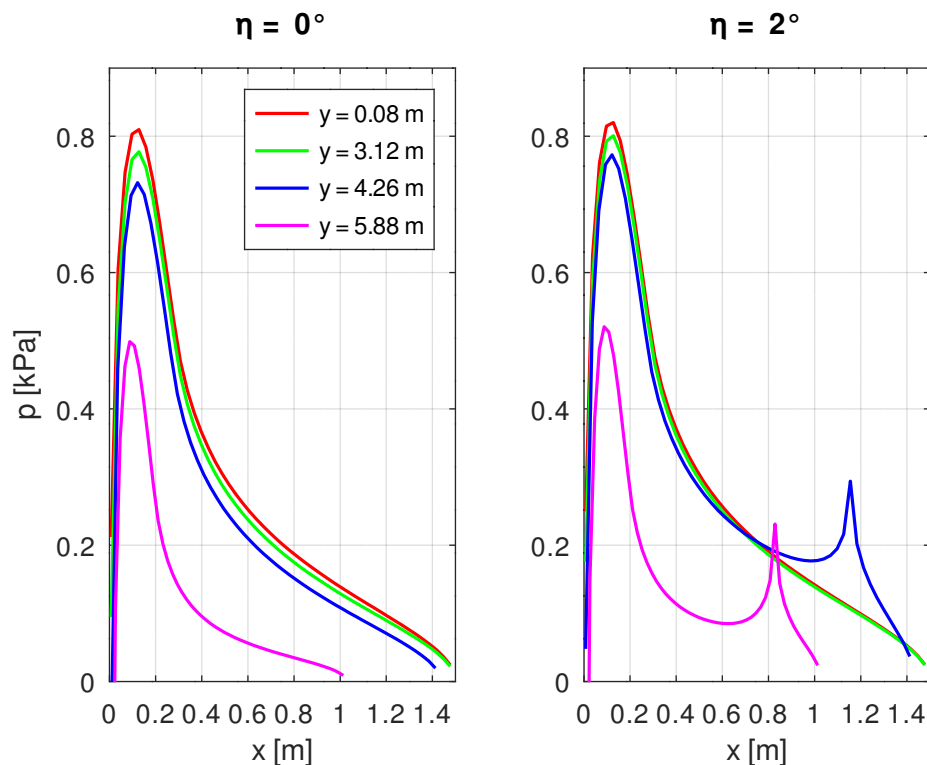 η = 0°
η = 2°
p [kPa]
0.8
0.6
0.4
0.2
0
y = 0.08 m
y = 3.12 m
y = 4.26 m
y = 5.88 m
0 0.2 0.4 0.6 0.8 1 1.2 1.4
x [m]
0.8
0.6
0.4
0.2
0
0 0.2 0.4 0.6 0.8 1 1.2 1.4
x [m]